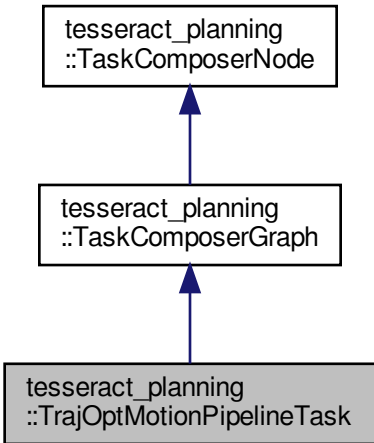 tesseract_planning
::TaskComposerNode
tesseract_planning
::TaskComposerGraph
tesseract_planning
::TrajOptMotionPipelineTask